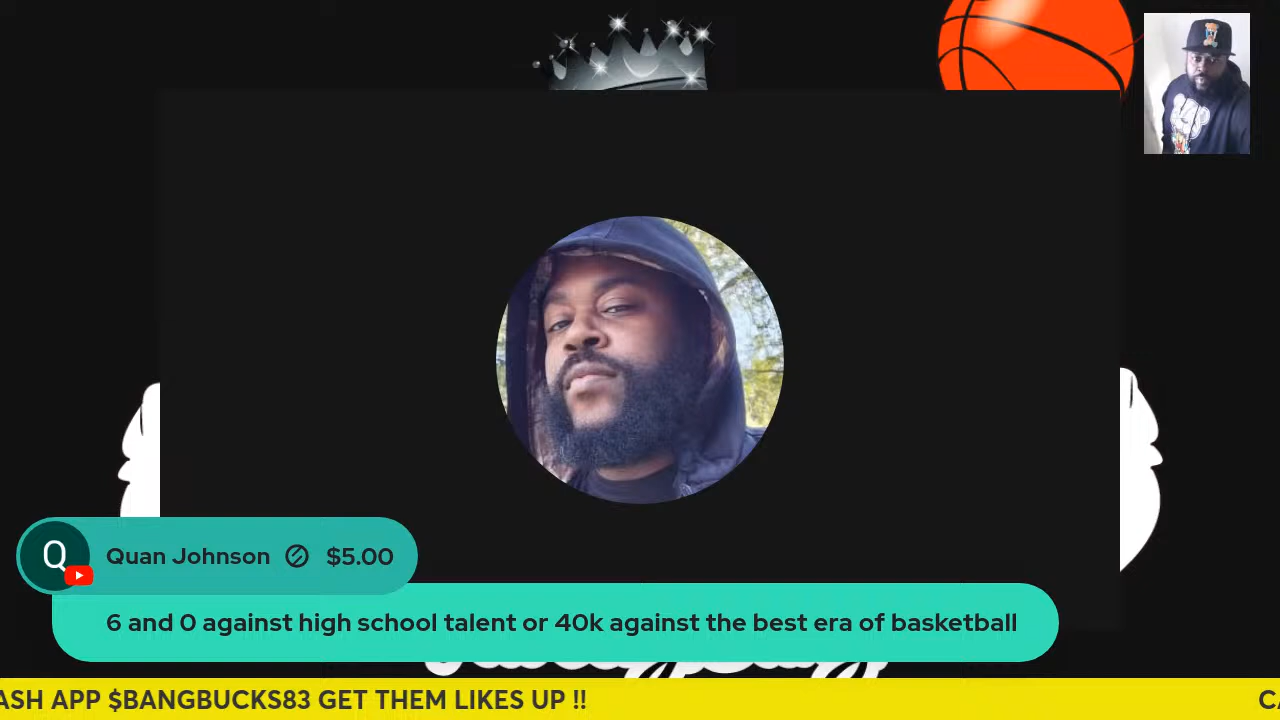 Q
Quan Johnson $5.00
6 and 0 against high school talent or 40k against the best era of basketball
ASH APP $BANGBUCKS83 GET THEM LIKES UP !!
CA